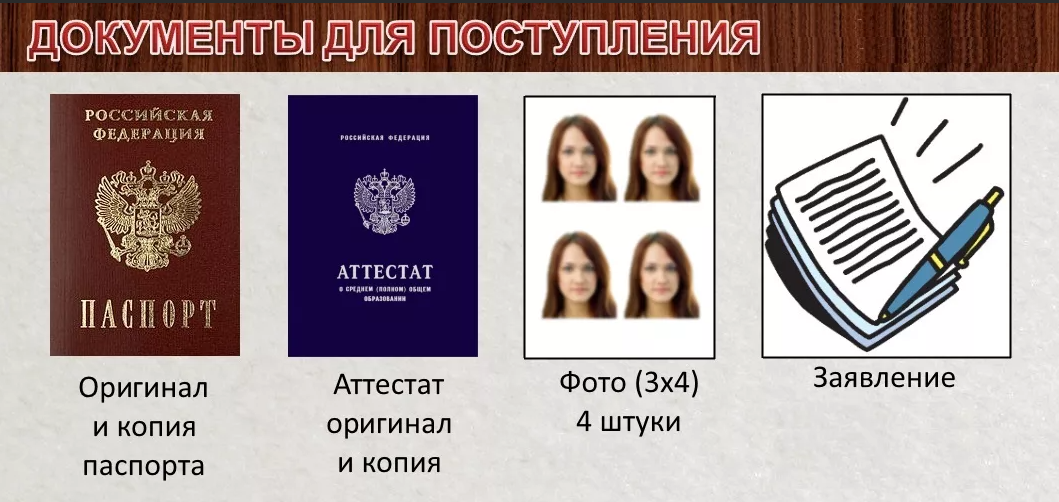 ДОКУМЕНТЫ ДЛЯ ПОСТУПЛЕНИЯ
РОССИЙСКАЯ
ФЕДЕРАЦИЯ
ПАСПОРТ
Оригинал
и копия
паспорта
РОССИЙСКАЯ ФЕДЕРАЦИЯ
АТТЕСТАТ
О СРЕДНЕМ (ПОЛНОМ) ОБЩЕМ
ОБРАЗОВАНИИ
Аттестат
оригинал
и копия
Фото (3х4)
4 штуки
Заявление